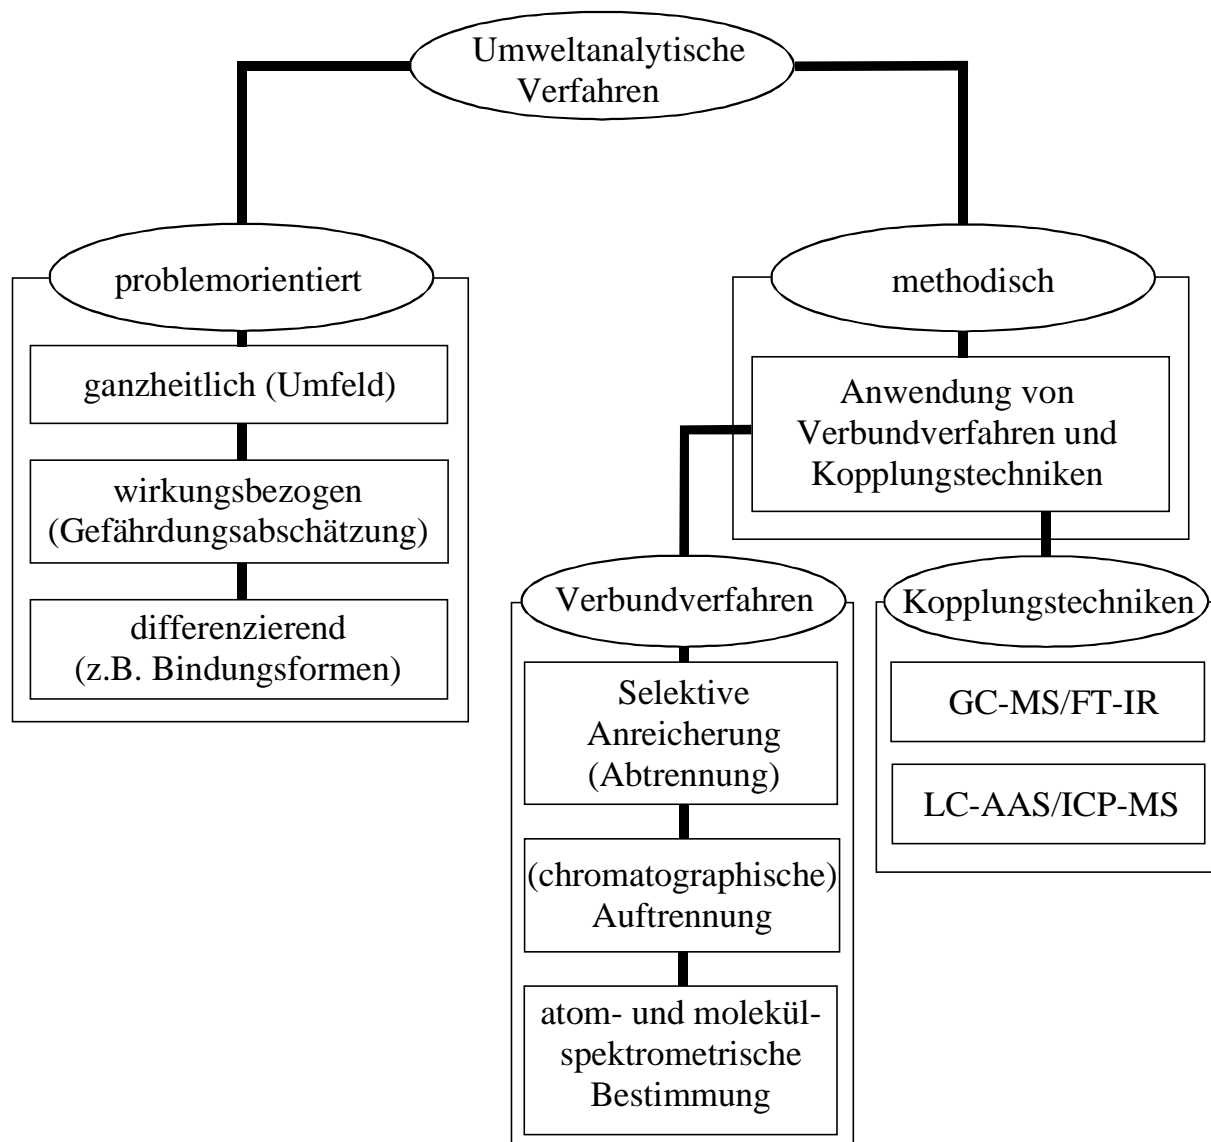 Umweltanalytische
Verfahren
problemorientiert
ganzheitlich (Umfeld)
wirkungsbezogen
(Gefährdungsabschätzung)
differenzierend
(z.B. Bindungsformen)
methodisch
Anwendung von
Verbundverfahren und
Kopplungstechniken
Verbundverfahren
Selektive
Anreicherung
(Abtrennung)
(chromatographische)
Auftrennung
atom- und molekül-
spektrometrische
Bestimmung
Kopplungstechniken
GC-MS/FT-IR
LC-AAS/ICP-MS